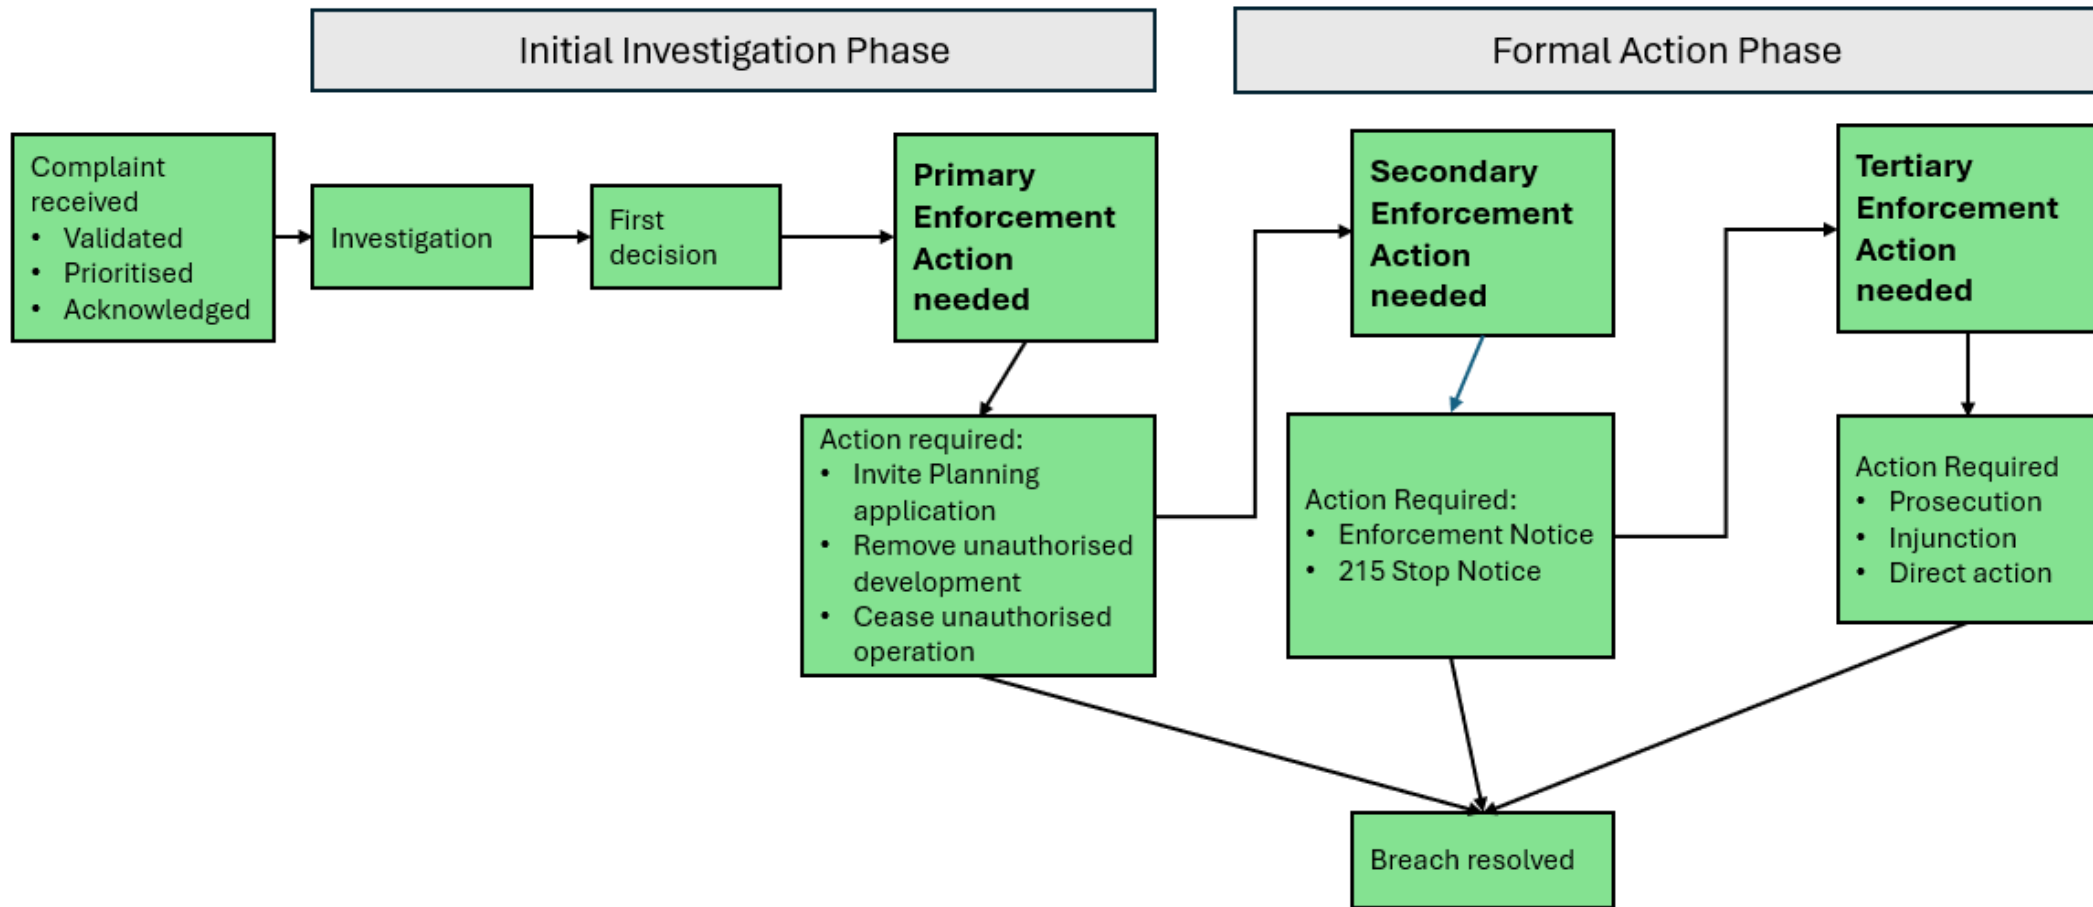 Initial Investigation Phase
Formal Action Phase
Complaint
received
• Validated
• Prioritised
• Acknowledged
Investigation
First
decision
Primary
Enforcement
Action
needed
Secondary
Enforcement
Action
needed
Tertiary
Enforcement
Action
needed
Action required:
• Invite Planning
application
• Remove unauthorised
development
• Cease unauthorised
operation
Action Required:
• Enforcement Notice
• 215 Stop Notice
Action Required
• Prosecution
• Injunction
• Direct action
Breach resolved